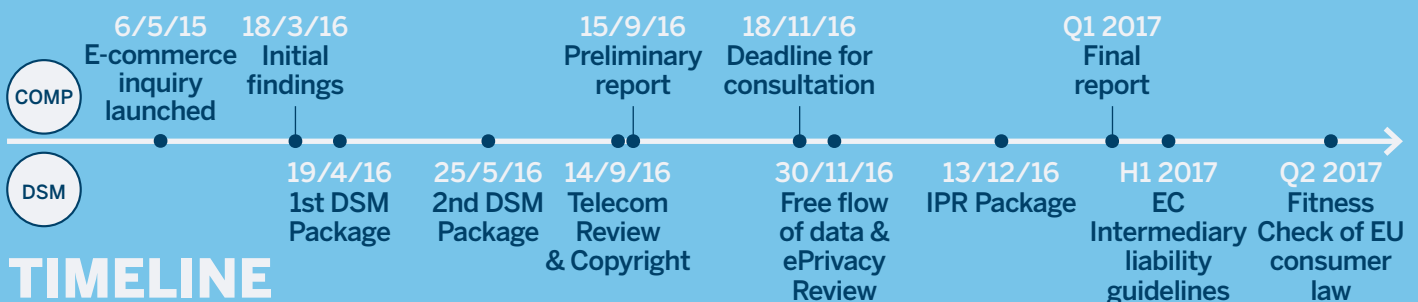 COMP
6/5/15
E-commerce
inquiry
launched
18/3/16
Initial
findings
15/9/16
Preliminary
report
18/11/16
Deadline for
consultation
Q1 2017
Final
report
DSM
19/4/16
1st DSM
Package
25/5/16
2nd DSM
Package
14/9/16
Telecom
Review
& Copyright
30/11/16
Free flow
of data &
ePrivacy
Review
13/12/16
IPR Package
H1 2017
EC
Intermediary
liability
guidelines
Q2 2017
Fitness
Check of EU
consumer
law
TIMELINE